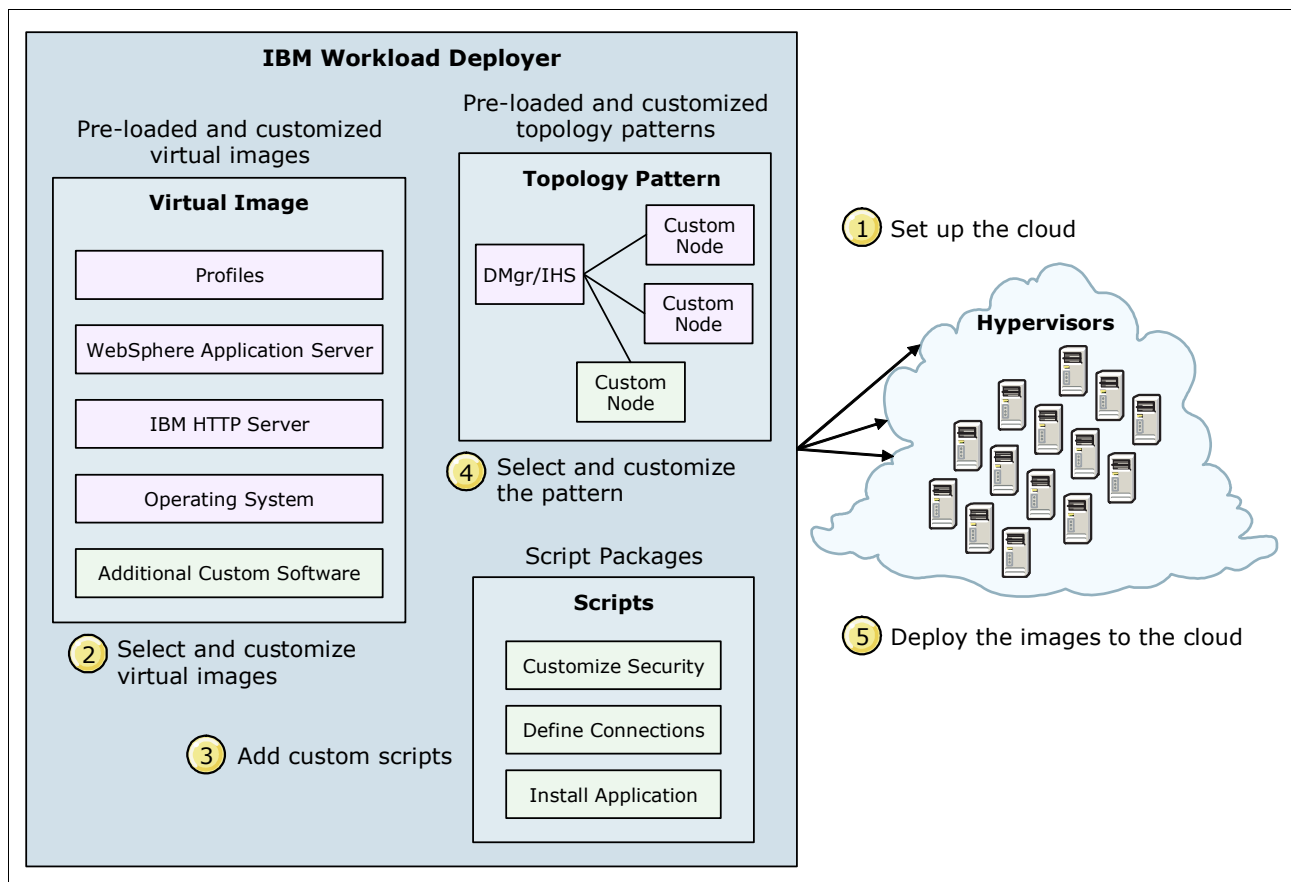 IBM Workload Deployer
Pre-loaded and customized
virtual images
Virtual Image
Profiles
WebSphere Application Server
IBM HTTP Server
Operating System
Additional Custom Software
2 Select and customize
virtual images
Pre-loaded and customized
topology patterns
Topology Pattern
DMgr/IHS
Custom
Node
Custom
Node
Custom
Node
4 Select and customize
the pattern
Script Packages
Scripts
Customize Security
Define Connections
Install Application
3 Add custom scripts
1 Set up the cloud
Hypervisors
5 Deploy the images to the cloud